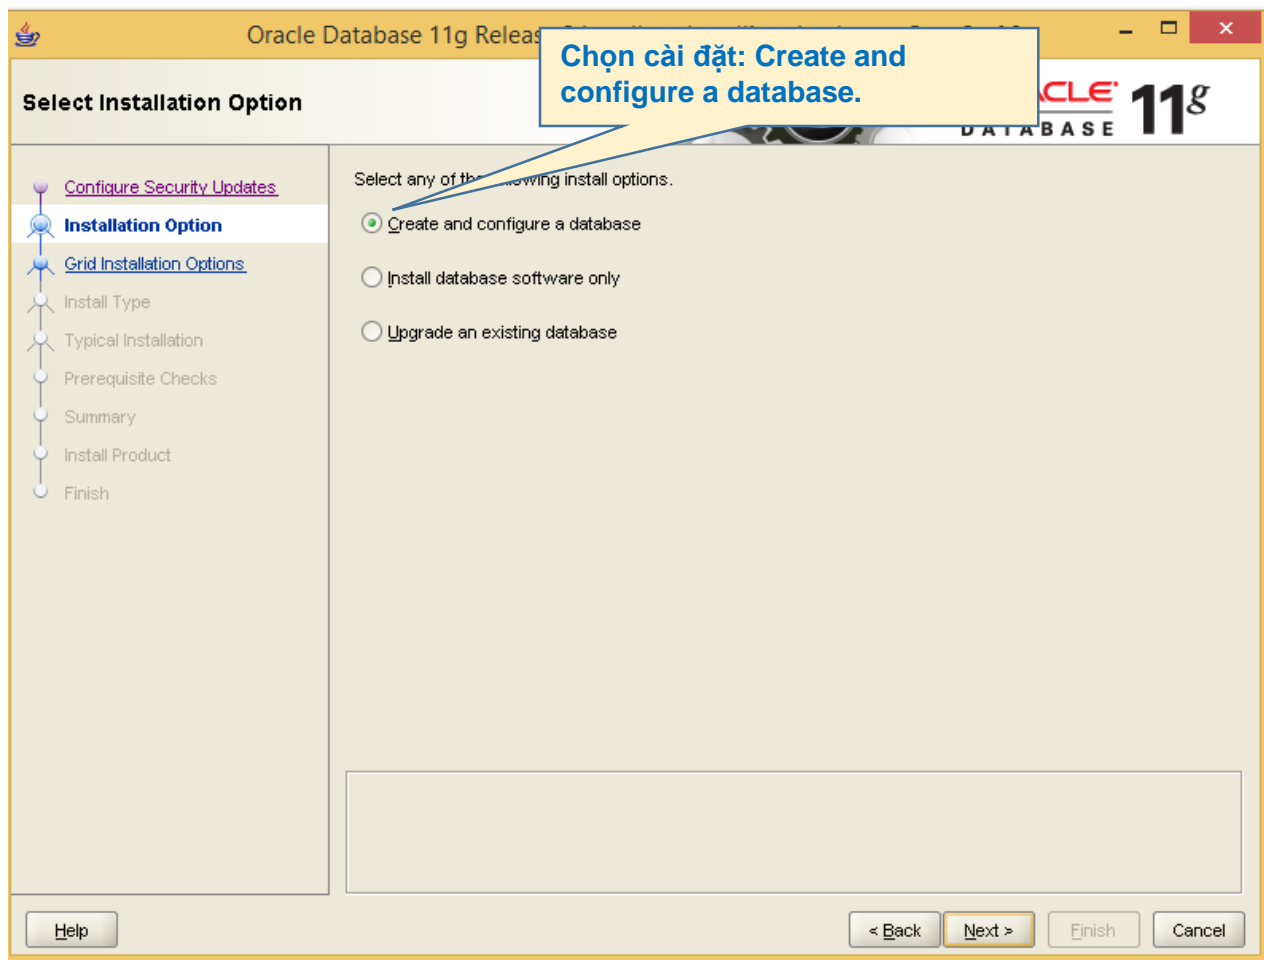 Oracle Database 11g Releas
Chọn cài đặt: Create and
configure a database.
Select Installation Option
CLE
11g
DATABASE
Configure Security Updates
Installation Option
Grid Installation Options
Install Type
Typical Installation
Prerequisite Checks
Summary
Install Product
Finish
Select any of the following install options.
Create and configure a database
Install database software only
Upgrade an existing database
Help
< Back
Next >
Finish
Cancel